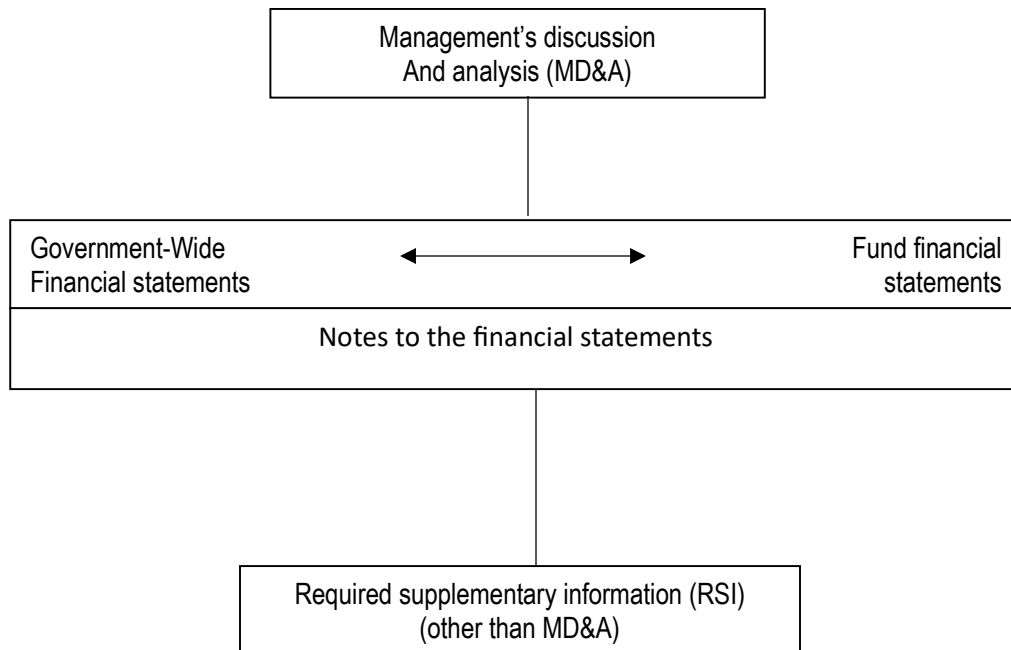 Management’s discussion
And analysis (MD&A)
Government-Wide
Financial statements
Fund financial
statements
Notes to the financial statements
Required supplementary information (RSI)
(other than MD&A)